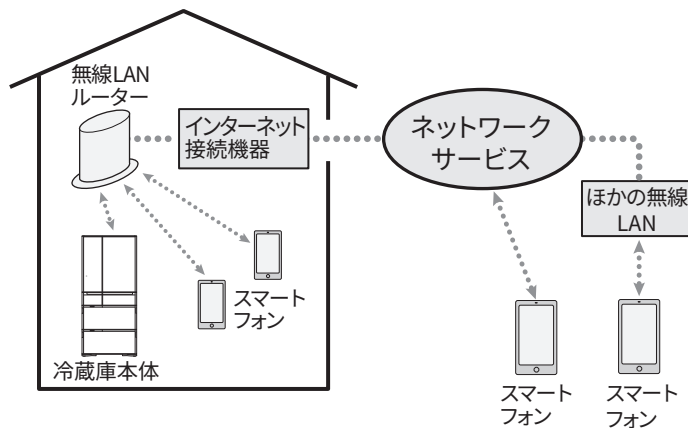 無線LAN
ルーター
インターネット
接続機器
ネットワーク
サービス
ほかの無線
LAN
スマート
フォン
冷蔵庫本体
スマート
フォン
スマート
フォン